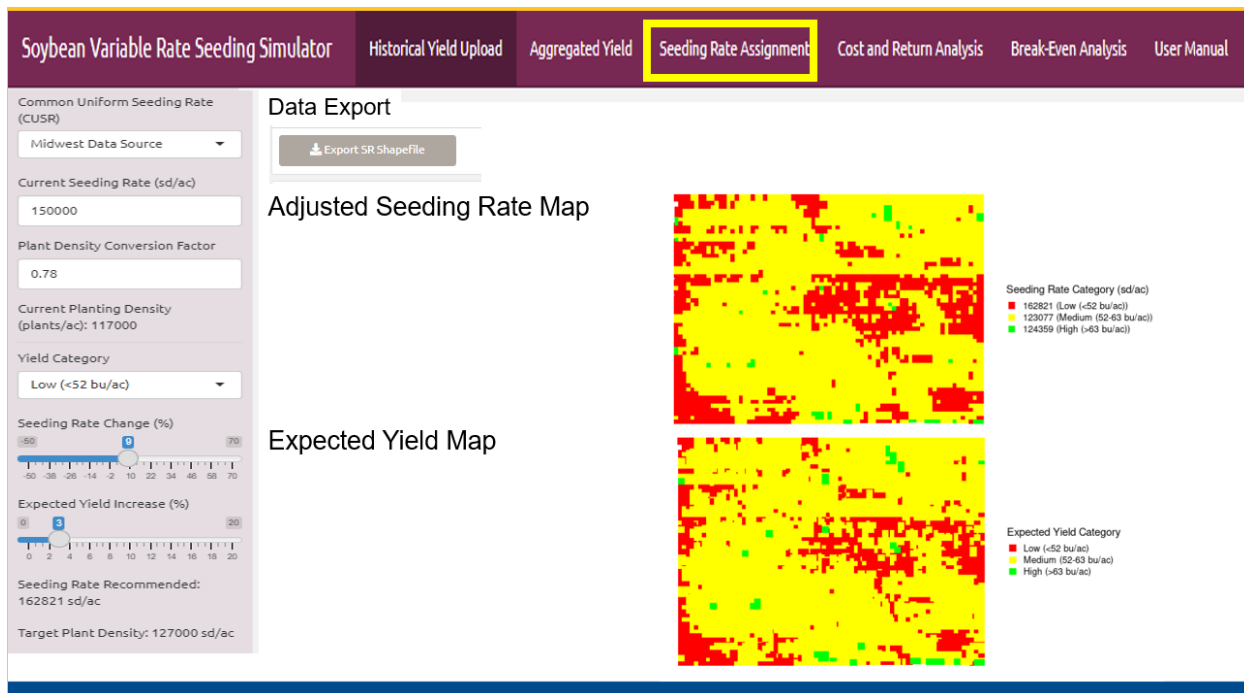 Soybean Variable Rate Seeding Simulator
Historical Yield Upload
Aggregated Yield
Seeding Rate Assignment
Cost and Return Analysis
Break-Even Analysis
User Manual
Common Uniform Seeding Rate
(CUSR)
Midwest Data Source
Current Seeding Rate (sd/ac)
150000
Plant Density Conversion Factor
0.78
Current Planting Density
(plants/ac): 117000
Yield Category
Low (<52 bu/ac)
Seeding Rate Change (%)
-50 9 70
-50 -38 -26 -14 -2 10 22 34 46 58 70
Expected Yield Increase (%)
0 3 20
0 2 4 6 8 10 12 14 16 18 20
Seeding Rate Recommended:
162821 sd/ac
Target Plant Density: 127000 sd/ac
Data Export
Export SR Shapefile
Adjusted Seeding Rate Map
Seeding Rate Category (sd/ac)
162821 (Low (<52 bu/ac))
123077 (Medium (52-63 bu/ac))
124359 (High (>63 bu/ac))
Expected Yield Map
Expected Yield Category
Low (<52 bu/ac)
Medium (52-63 bu/ac)
High (>63 bu/ac)